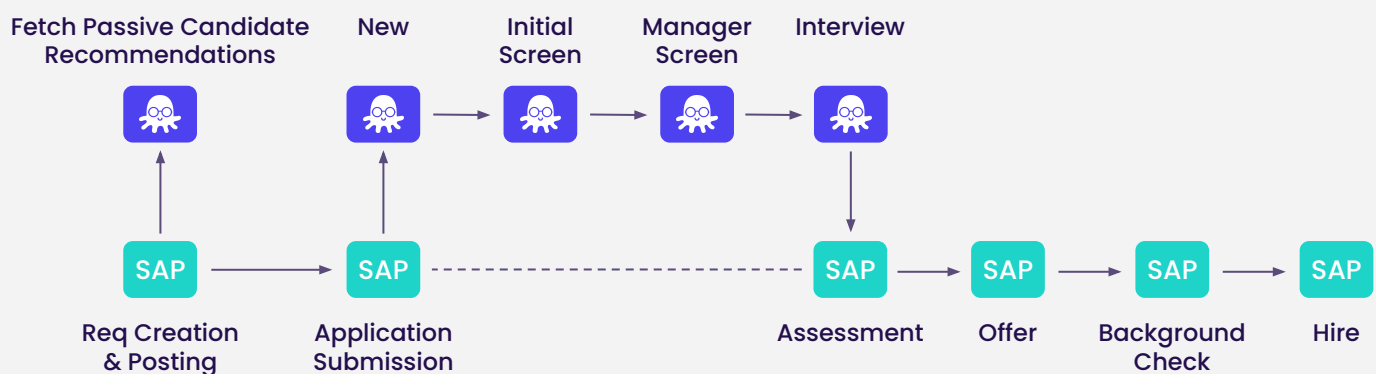 Fetch Passive Candidate
Recommendations
New
Initial
Screen
Manager
Screen
Interview
SAP
SAP
SAP
SAP
SAP
SAP
Req Creation
& Posting
Application
Submission
Assessment
Offer
Background
Check
Hire